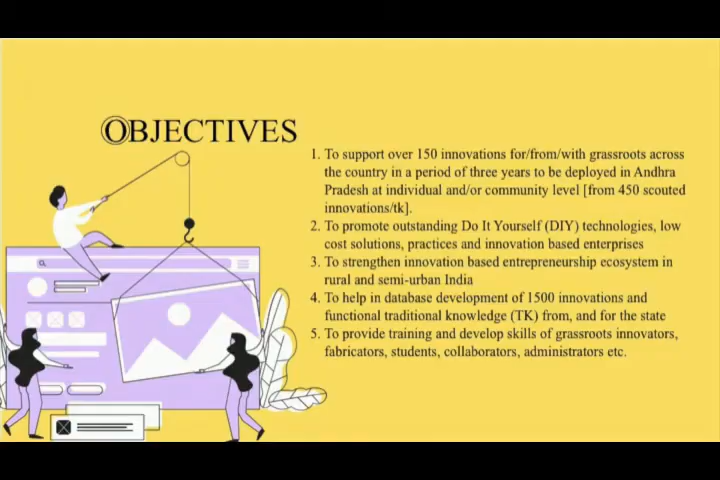 OBJECTIVES
1. To support over 150 innovations for/from/with grassroots across
the country in a period of three years to be deployed in Andhra
Pradesh at individual and/or community level [from 450 scouted
innovations/tk].
2. To promote outstanding Do It Yourself (DIY) technologies, low
cost solutions, practices and innovation based enterprises
3. To strengthen innovation based entrepreneurship ecosystem in
rural and semi-urban India
4. To help in database development of 1500 innovations and
functional traditional knowledge (TK) from, and for the state
5. To provide training and develop skills of grassroots innovators,
fabricators, students, collaborators, administrators etc.